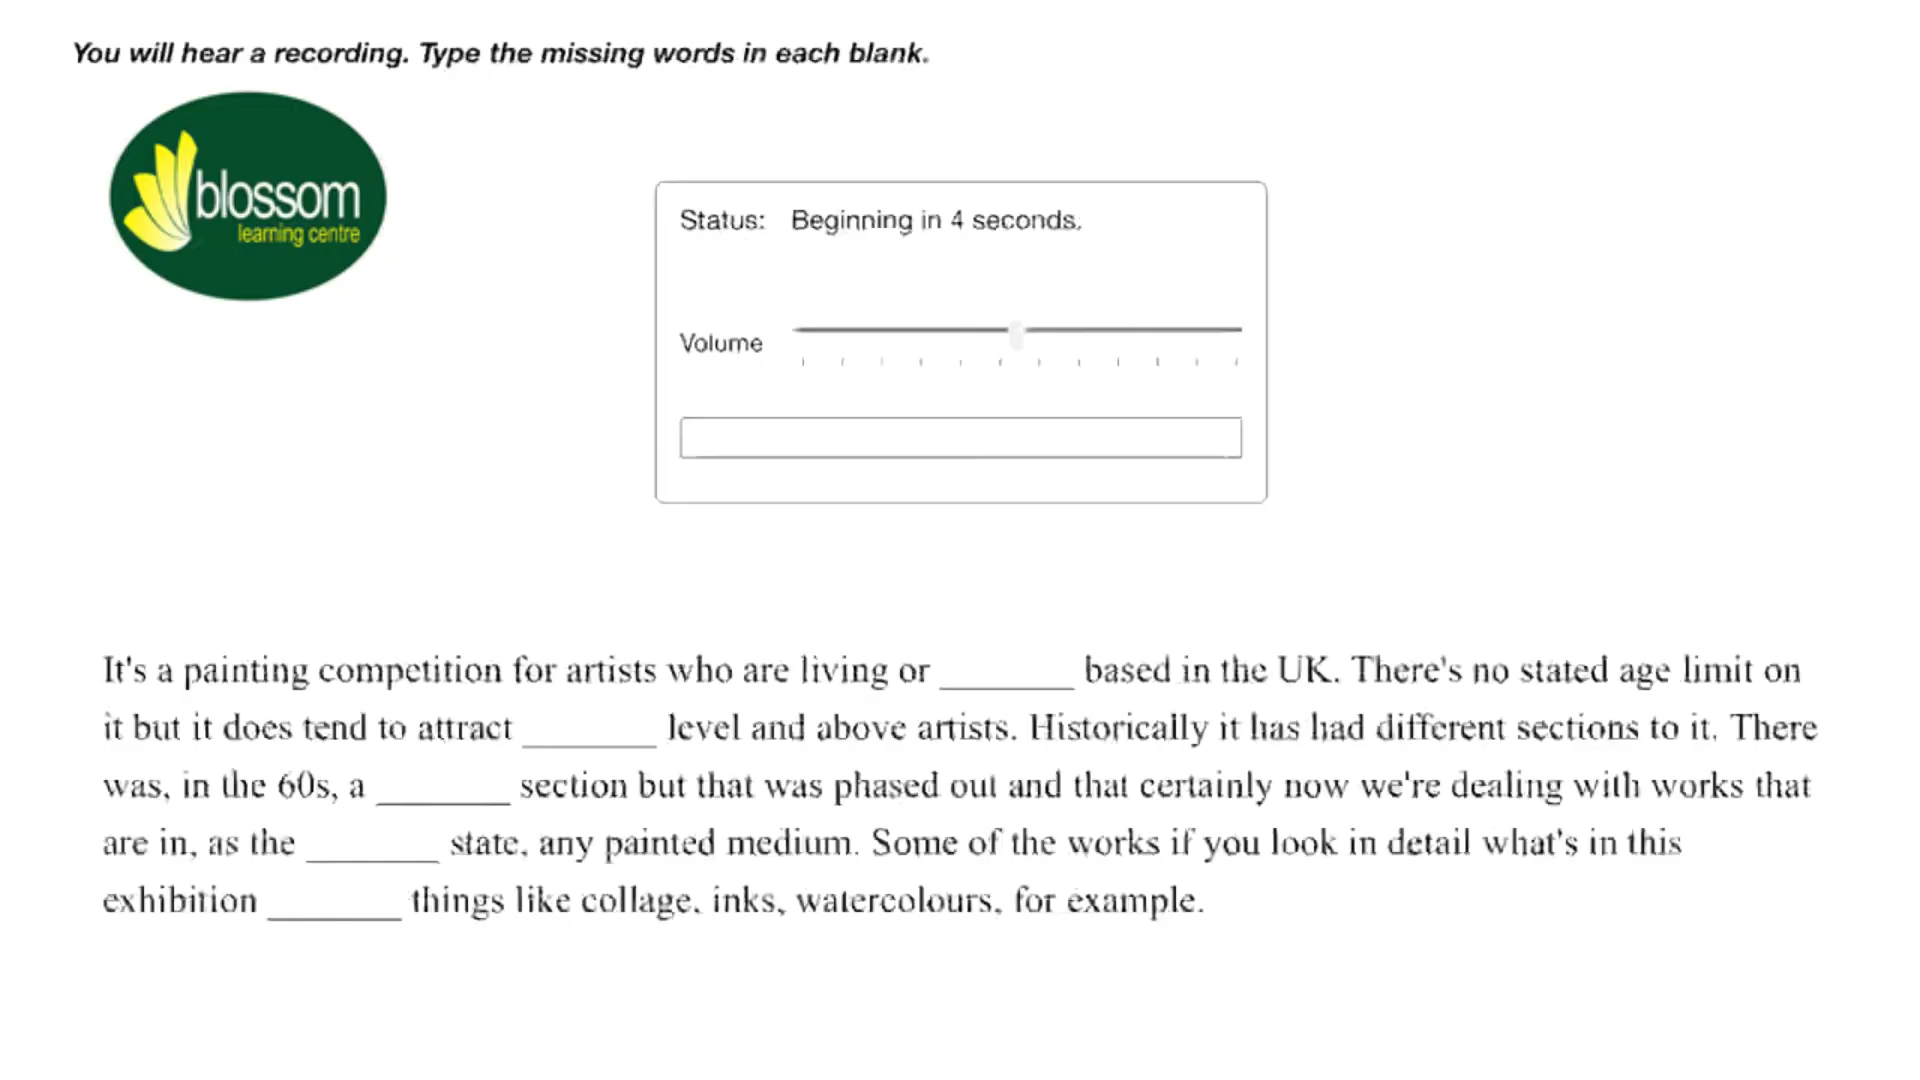 You will hear a recording. Type the missing words in each blank.
blossom
learning centre
Status: Beginning in 4 seconds.
Volume
It's a painting competition for artists who are living or ________ based in the UK. There's no stated age limit on
it but it does tend to attract ________ level and above artists. Historically it has had different sections to it. There
was, in the 60s, a ________ section but that was phased out and that certainly now we're dealing with works that
are in, as the ________ state, any painted medium. Some of the works if you look in detail what's in this
exhibition ________ things like collage, inks, watercolours, for example.